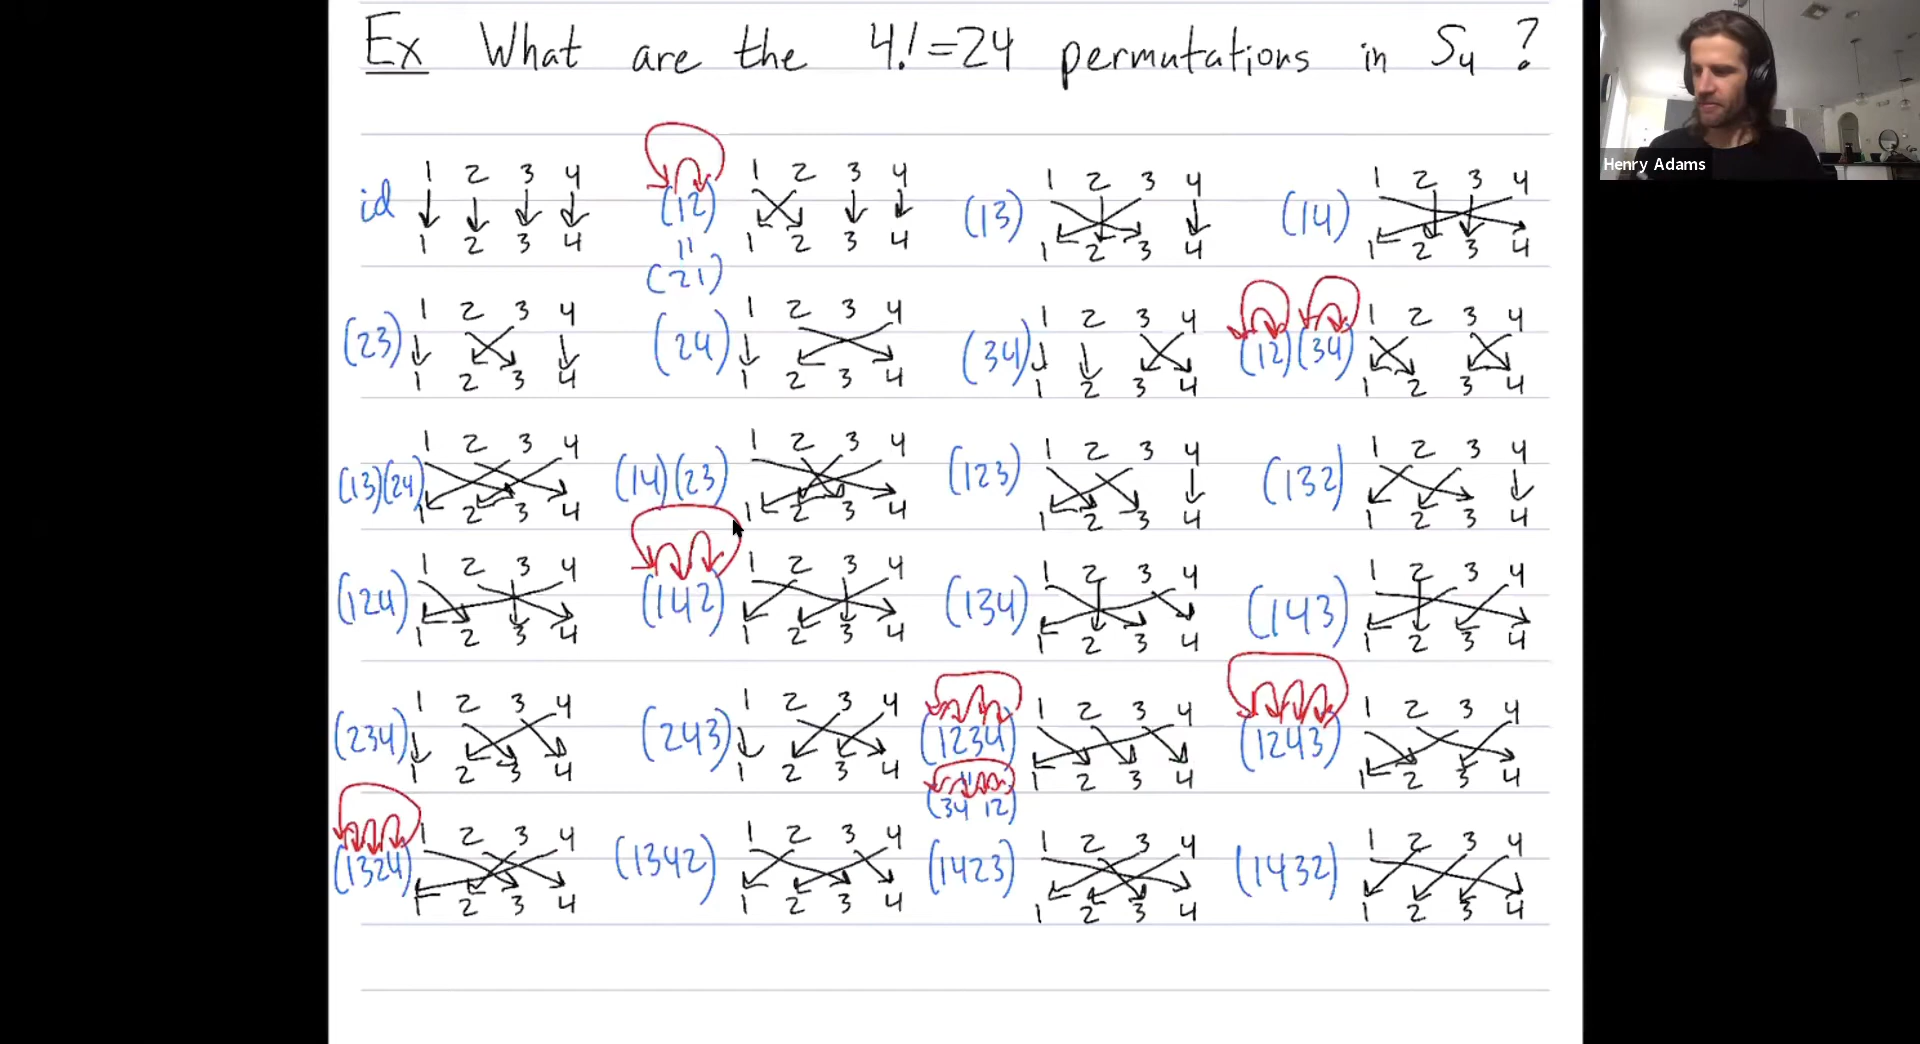 Ex What are the 4!=24 permutations in S4?
Henry Adams
1 2 3 4 1 2 3 4 1 2 3 4 1 2 3 4
id (12) (13) (14)
1 2 3 4 1 2 3 4 1 2 3 4 1 2 3 4
=
(21)
1 2 3 4 1 2 3 4 1 2 3 4 1 2 3 4
(23) (24) (34) (12)(34)
1 2 3 4 1 2 3 4 1 2 3 4 1 2 3 4
1 2 3 4 1 2 3 4 1 2 3 4 1 2 3 4
(13)(24) (14)(23) (123) (132)
1 2 3 4 1 2 3 4 1 2 3 4 1 2 3 4
1 2 3 4 1 2 3 4 1 2 3 4 1 2 3 4
(124) (142) (134) (143)
1 2 3 4 1 2 3 4 1 2 3 4 1 2 3 4
1 2 3 4 1 2 3 4 1 2 3 4 1 2 3 4
(234) (243) (1234) (1243)
1 2 3 4 1 2 3 4 1 2 3 4 1 2 3 4
=
(34 12)
1 2 3 4 1 2 3 4 1 2 3 4 1 2 3 4
(1324) (1342) (1423) (1432)
1 2 3 4 1 2 3 4 1 2 3 4 1 2 3 4